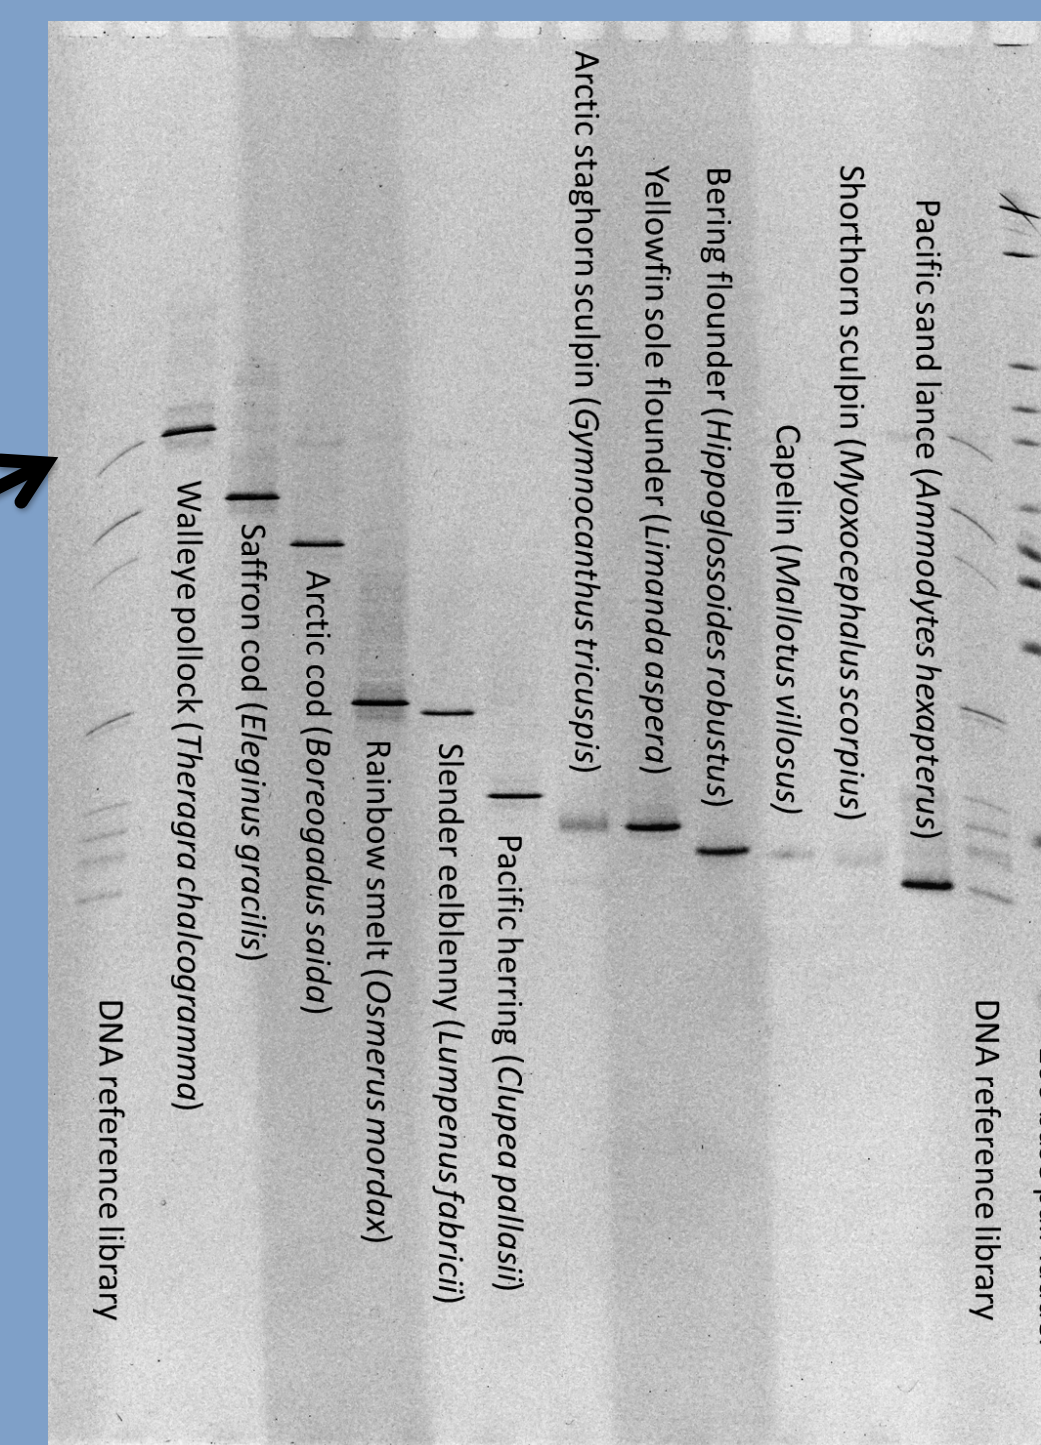 DNA reference library
Walleye pollock (Theragra chalcogramma)
Saffron cod (Eleginus gracilis)
Arctic cod (Boreogadus saida)
Rainbow smelt (Osmerus mordax)
Slender eelblenny (Lumpenus fabricii)
Pacific herring (Clupea pallasii)
Arctic staghorn sculpin (Gymnocanthus tricuspis)
Yellowfin sole flounder (Limanda aspera)
Bering flounder (Hippoglossoides robustus)
Capelin (Mallotus villosus)
Shorthorn sculpin (Myoxocephalus scorpius)
Pacific sand lance (Ammodytes hexapterus)
DNA reference library